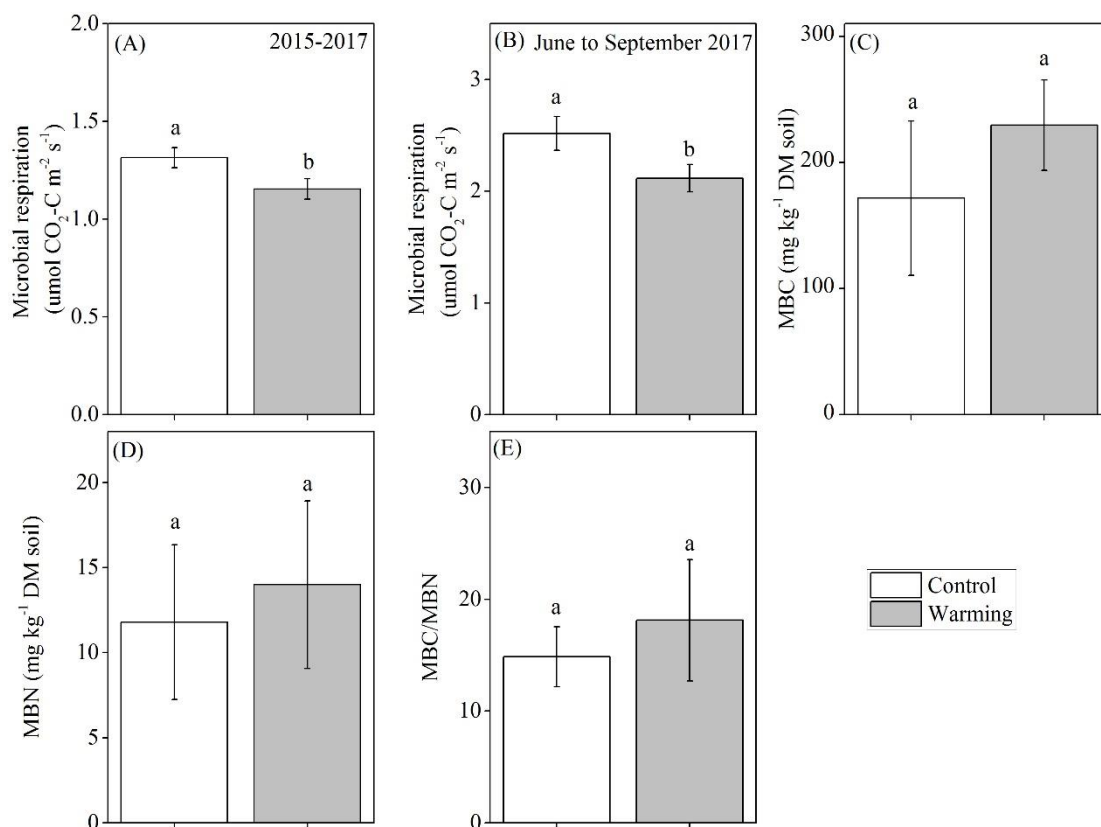 (A)
2015-2017
Microbial respiration
(umol CO₂-C m⁻² s⁻¹)
2.0
1.5
1.0
0.5
0.0
a
b
(B)
June to September 2017
Microbial respiration
(umol CO₂-C m⁻² s⁻¹)
3
2
1
0
a
b
(C)
MBC (mg kg⁻¹ DM soil)
300
200
100
0
a
a
(D)
MBN (mg kg⁻¹ DM soil)
20
15
10
5
0
a
a
(E)
MBC/MBN
30
20
10
0
a
a
Control
Warming